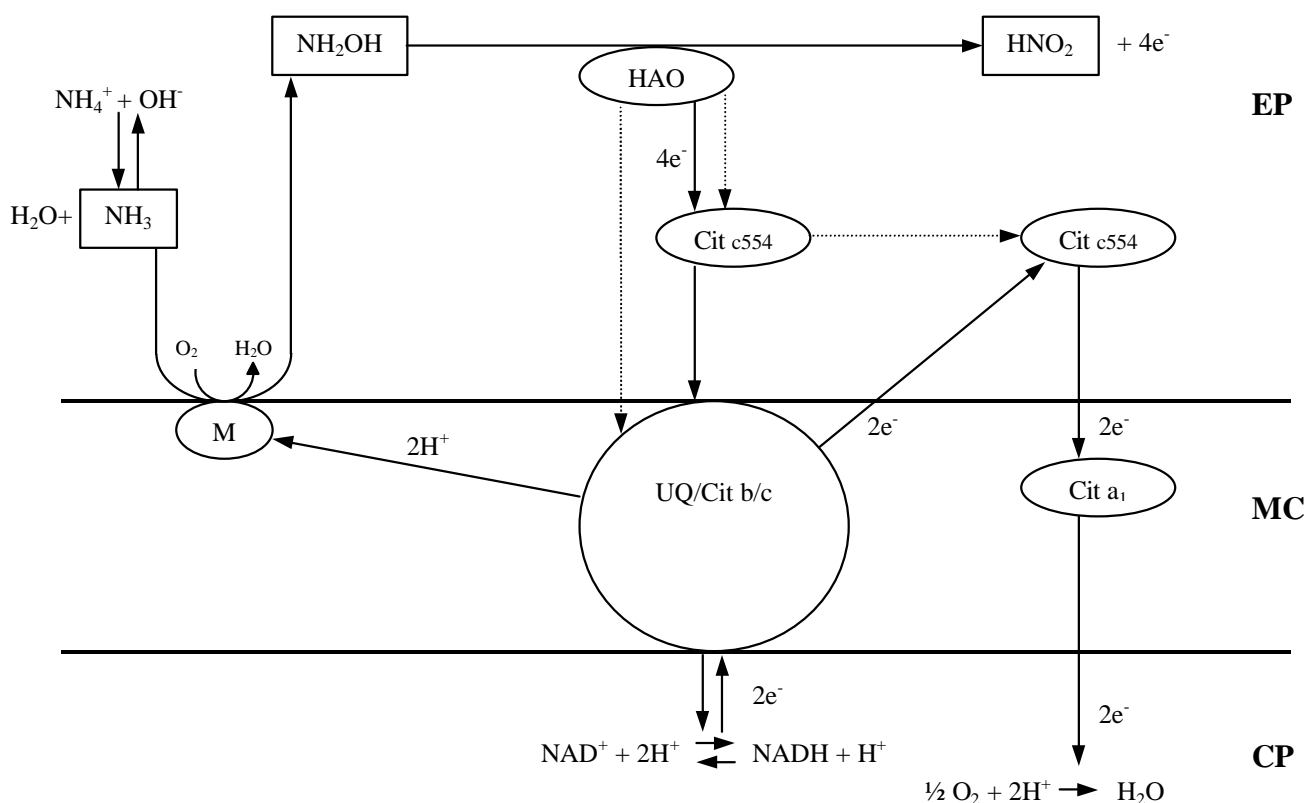 NH₂OH
HNO₂ + 4e⁻
HAO
NH₄⁺ + OH⁻
EP
4e⁻
H₂O+ NH₃
Cit c554
Cit c554
O₂ H₂O
M
2H⁺
2e⁻
2e⁻
UQ/Cit b/c
Cit a₁
MC
2e⁻
2e⁻
NAD⁺ + 2H⁺ NADH + H⁺
CP
½ O₂ + 2H⁺ H₂O